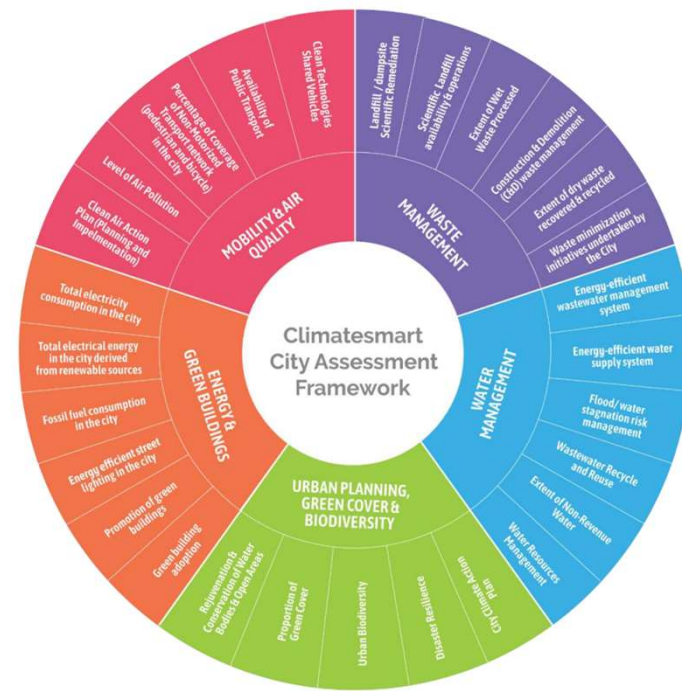 Climatesmart
City Assessment
Framework
MOBILITY & AIR
QUALITY
Clean Technologies
Shared Vehicles
Availability of
Public Transport
Percentage of coverage
of Non-Motorized
Transport network
(pedestrian and bicycle)
in the city
Level of Air Pollution
Clean Air Action
Plan (Planning and
Impelmentation)
WASTE
MANAGEMENT
Landfill / dumpsite
Scientific Remediation
Scientific Landfill
availability & operations
Extent of Wet
Waste Processed
Construction & Demolition
(C&D) waste management
Extent of dry waste
recovered & recycled
Waste minimization
initiatives undertaken by
the City
WATER
MANAGEMENT
Energy-efficient
wastewater management
system
Energy-efficient water
supply system
Flood/ water
stagnation risk
management
Wastewater Recycle
and Reuse
Extent of Non-Revenue
Water
Water Resources
Management
URBAN PLANNING,
GREEN COVER &
BIODIVERSITY
City Climate Action
Plan
Disaster Resilience
Urban Biodiversity
Proportion of
Green Cover
Rejuvenation &
Conservation of Water
Bodies & Open Areas
ENERGY &
GREEN BUILDINGS
Total electricity
consumption in the city
Total electrical energy
in the city derived
from renewable sources
Fossil fuel consumption
in the city
Energy efficient street
lighting in the city
Promotion of green
buildings
Green building
adoption